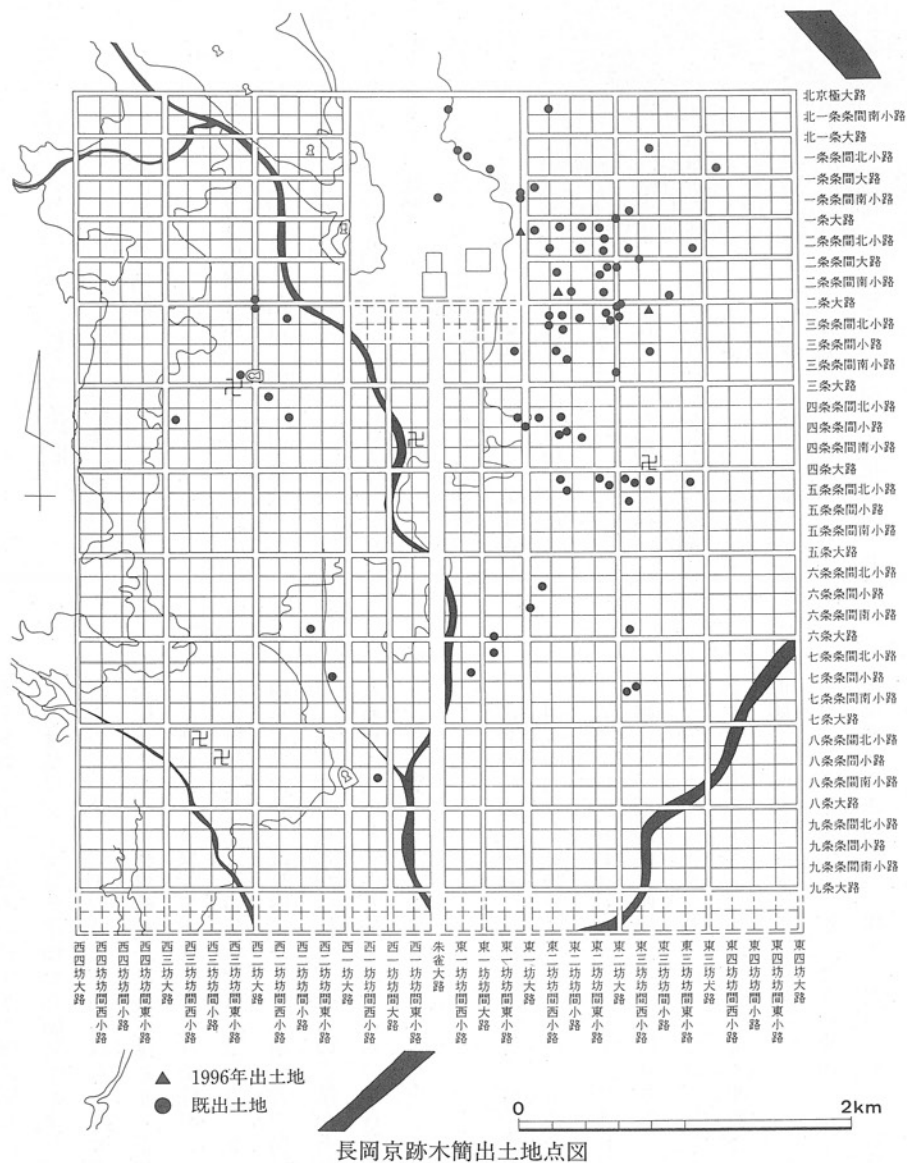 北京極大路
北一条条間南小路
北一条大路
一条条間北小路
一条条間大路
一条条間南小路
一条大路
二条条間北小路
二条条間大路
二条条間南小路
二条大路
三条条間北小路
三条条間小路
三条条間南小路
三条大路
四条条間北小路
四条条間小路
四条条間南小路
四条大路
五条条間北小路
五条条間小路
五条条間南小路
五条大路
六条条間北小路
六条条間小路
六条条間南小路
六条大路
七条条間北小路
七条条間小路
七条条間南小路
七条大路
八条条間北小路
八条条間小路
八条条間南小路
八条大路
九条条間北小路
九条条間小路
九条条間南小路
九条大路
西四坊大路
西四坊坊間西小路
西四坊坊間小路
西四坊坊間東小路
西三坊大路
西三坊坊間西小路
西三坊坊間小路
西三坊坊間東小路
西二坊大路
西二坊坊間西小路
西二坊坊間小路
西二坊坊間東小路
西一坊大路
西一坊坊間西小路
西一坊坊間大路
西一坊坊間東小路
朱雀大路
東一坊坊間西小路
東一坊坊間大路
東一坊坊間東小路
東一坊大路
東二坊坊間西小路
東二坊坊間小路
東二坊坊間東小路
東二坊大路
東三坊坊間西小路
東三坊坊間小路
東三坊坊間東小路
東三坊大路
東四坊坊間西小路
東四坊坊間小路
東四坊坊間東小路
東四坊大路
▲ 1996年出土地
● 既出土地
0 2km
長岡京跡木簡出土地点図